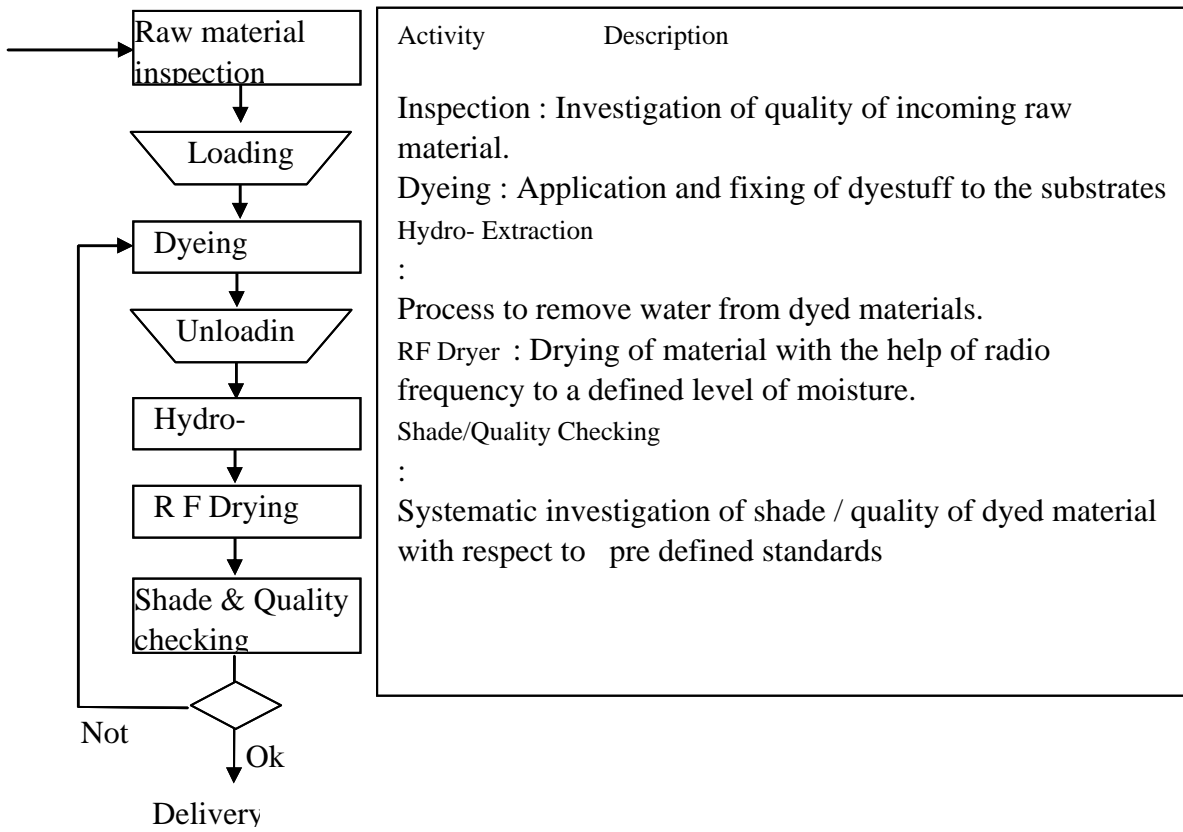 Raw material
inspection
Loading
Dyeing
Unloadin
Hydro-
R F Drying
Shade & Quality
checking
Not
Ok
Delivery
Activity Description
Inspection : Investigation of quality of incoming raw
material.
Dyeing : Application and fixing of dyestuff to the substrates
Hydro- Extraction
:
Process to remove water from dyed materials.
RF Dryer : Drying of material with the help of radio
frequency to a defined level of moisture.
Shade/Quality Checking
:
Systematic investigation of shade / quality of dyed material
with respect to pre defined standards